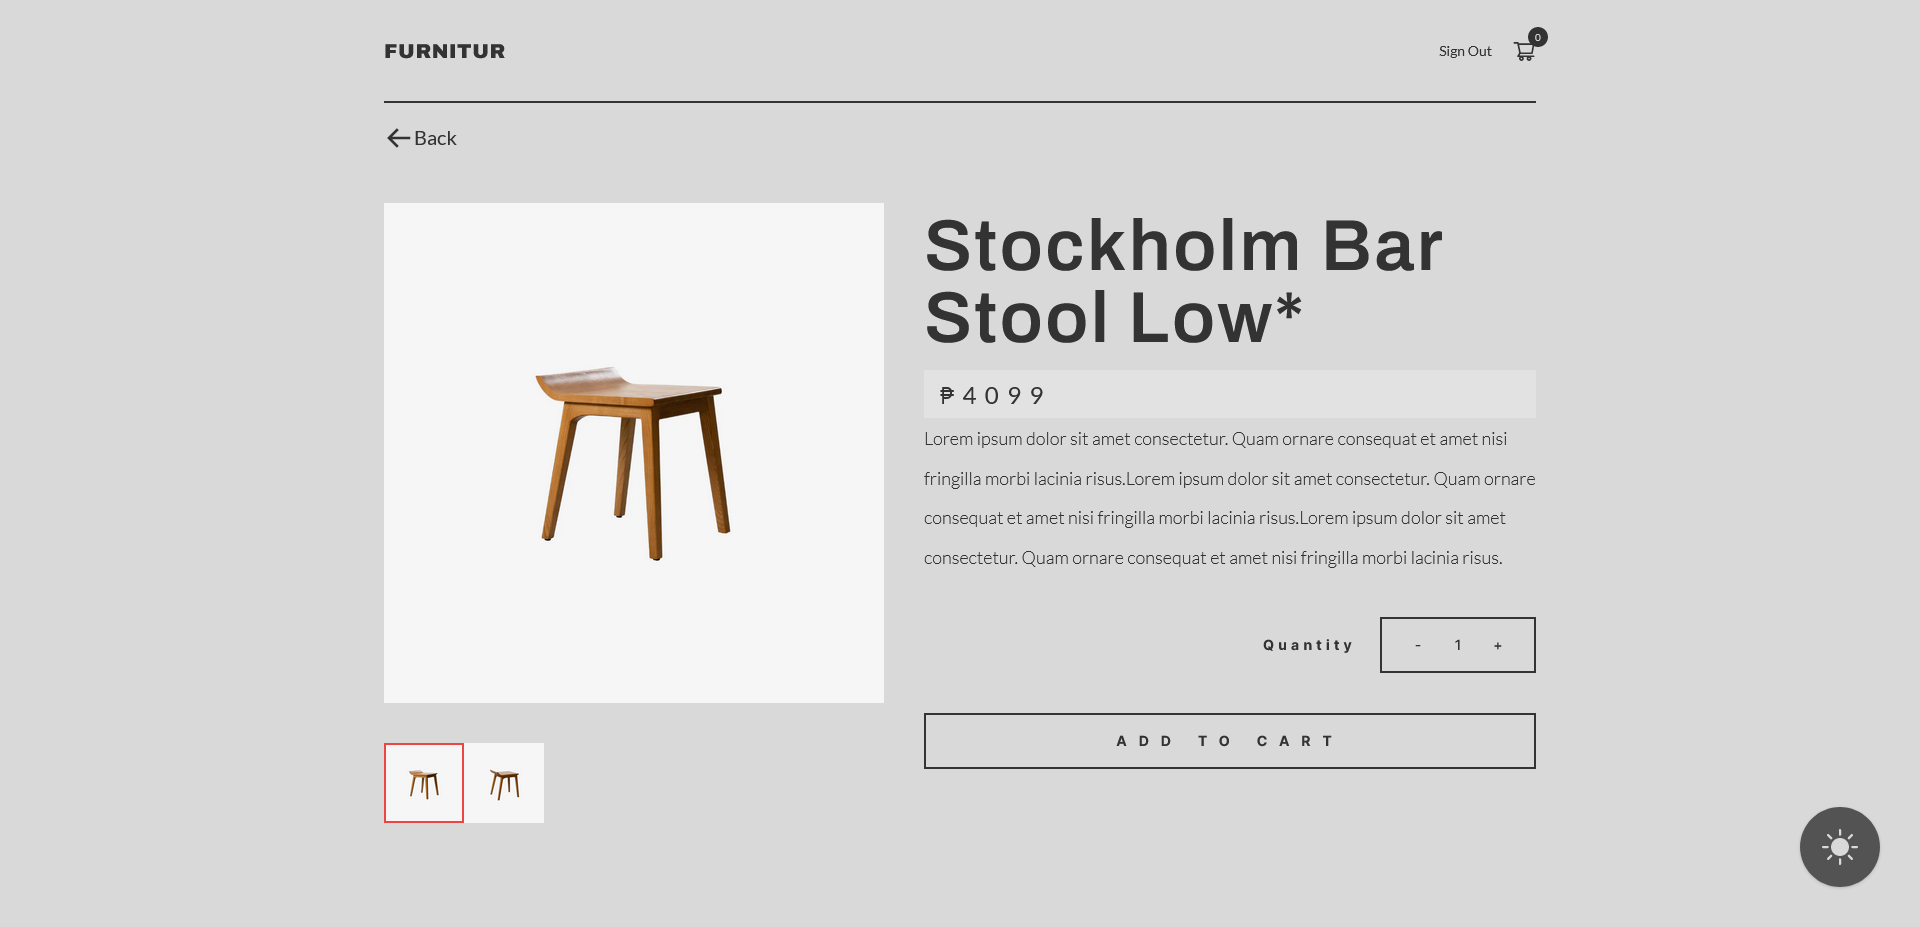 FURNITUR
Sign Out
0
Back
Stockholm Bar
Stool Low*
₱4099
Lorem ipsum dolor sit amet consectetur. Quam ornare consequat et amet nisi
fringilla morbi lacinia risus.Lorem ipsum dolor sit amet consectetur. Quam ornare
consequat et amet nisi fringilla morbi lacinia risus.Lorem ipsum dolor sit amet
consectetur. Quam ornare consequat et amet nisi fringilla morbi lacinia risus.
Quantity - 1 +
ADD TO CART